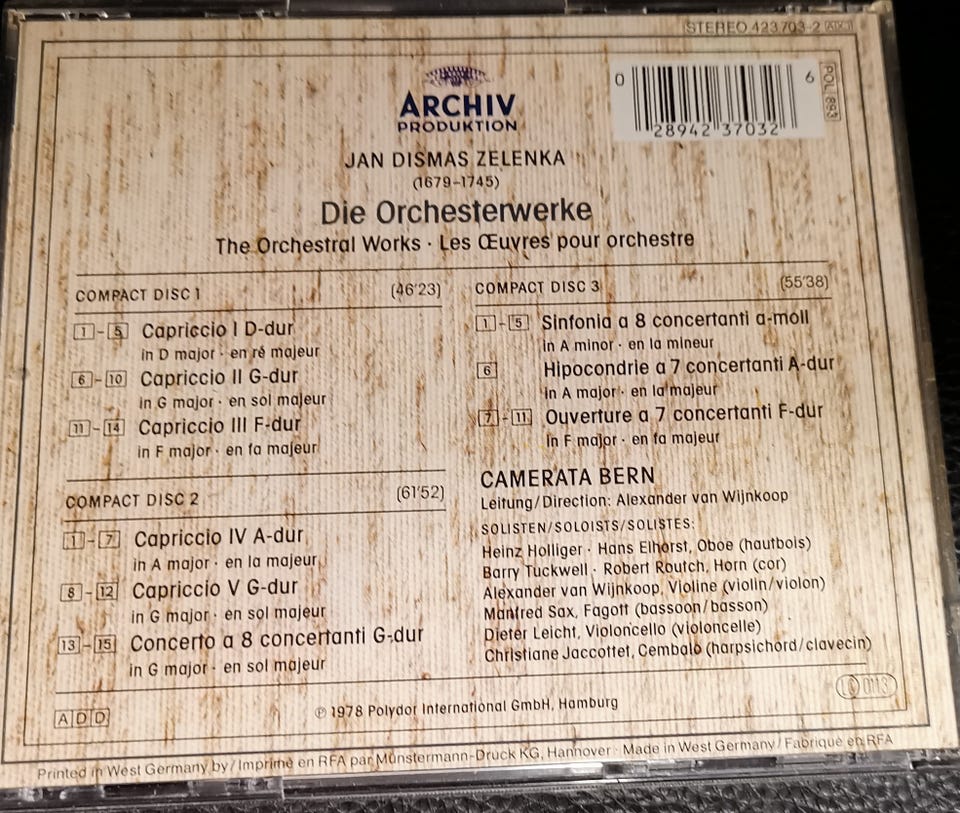 STEREO 423 703-2 ADC1
POL 893
0 28942 37032 6
ARCHIV
PRODUKTION
JAN DISMAS ZELENKA
(1679–1745)
Die Orchesterwerke
The Orchestral Works · Les Œuvres pour orchestre
COMPACT DISC 1 (46'23)
1 – 5 Capriccio I D-dur
in D major · en ré majeur
6 – 10 Capriccio II G-dur
in G major · en sol majeur
11 – 14 Capriccio III F-dur
in F major · en fa majeur
COMPACT DISC 2 (61'52)
1 – 7 Capriccio IV A-dur
in A major · en la majeur
8 – 12 Capriccio V G-dur
in G major · en sol majeur
13 – 15 Concerto a 8 concertanti G-dur
in G major · en sol majeur
COMPACT DISC 3 (55'38)
1 – 5 Sinfonia a 8 concertanti a-moll
in A minor · en la mineur
6 Hipocondrie a 7 concertanti A-dur
in A major · en la majeur
7 – 11 Ouverture a 7 concertanti F-dur
in F major · en fa majeur
CAMERATA BERN
Leitung/Direction: Alexander van Wijnkoop
SOLISTEN/SOLOISTS/SOLISTES:
Heinz Holliger · Hans Elhorst, Oboe (hautbois)
Barry Tuckwell · Robert Routch, Horn (cor)
Alexander van Wijnkoop, Violine (violin/violon)
Manfred Sax, Fagott (bassoon/basson)
Dieter Leicht, Violoncello (violoncelle)
Christiane Jaccottet, Cembalo (harpsichord/clavecin)
LC 0113
ADD
℗ 1978 Polydor International GmbH, Hamburg
Printed in West Germany by / Imprimé en RFA par Münstermann-Druck KG, Hannover · Made in West Germany / Fabriqué en RFA